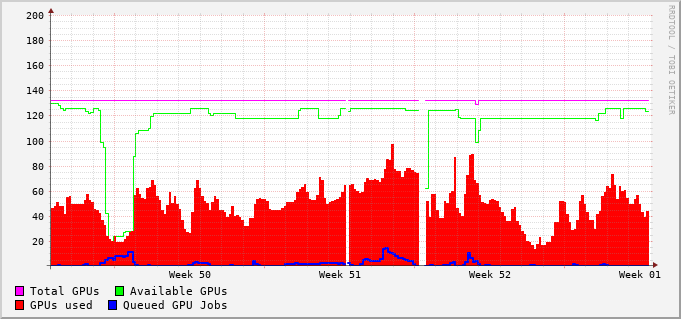 200
180
160
140
120
100
80
60
40
20
Week 50 Week 51 Week 52 Week 01
Total GPUs Available GPUs
GPUs used Queued GPU Jobs
RRDTOOL / TOBI OETIKER